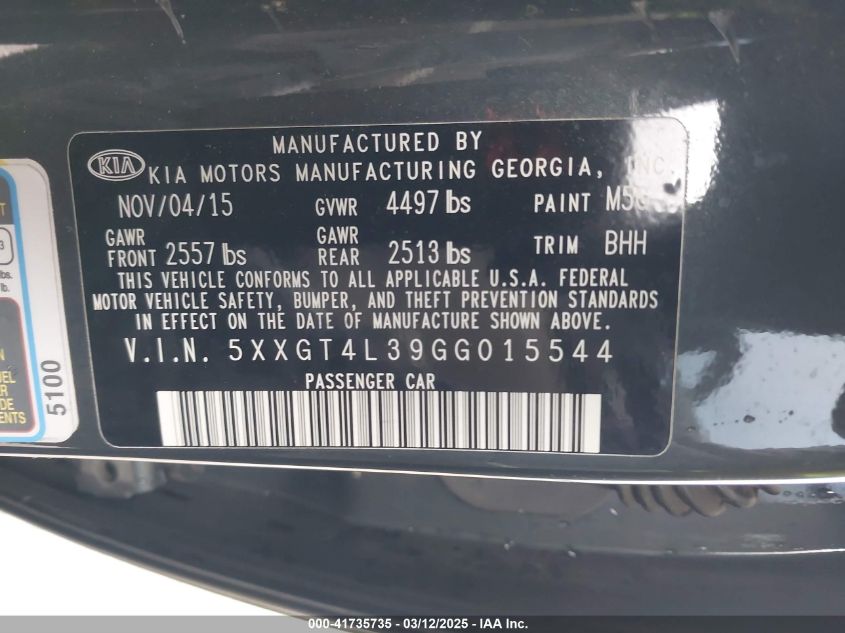 MANUFACTURED BY
KIA KIA MOTORS MANUFACTURING GEORGIA, INC.
NOV/04/15 GVWR 4497 lbs PAINT
GAWR FRONT 2557 lbs GAWR REAR 2513 lbs TRIM BHH
THIS VEHICLE CONFORMS TO ALL APPLICABLE U.S.A. FEDERAL
MOTOR VEHICLE SAFETY, BUMPER, AND THEFT PREVENTION STANDARDS
IN EFFECT ON THE DATE OF MANUFACTURE SHOWN ABOVE.
V.I.N. 5XXGT4L39GG015544
PASSENGER CAR
5100
000-41735735 - 03/12/2025 - IAA Inc.